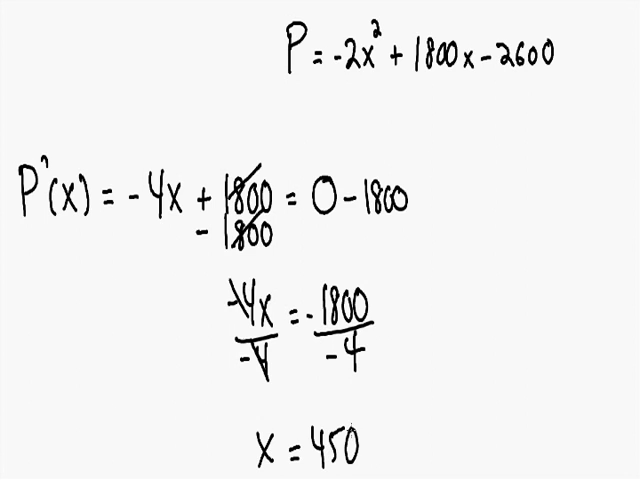 P = -2x² + 1800x - 2600
P'(x) = -4x + 1800 = 0 - 1800
- 1800
-4x = -1800
-4 -4
x = 450